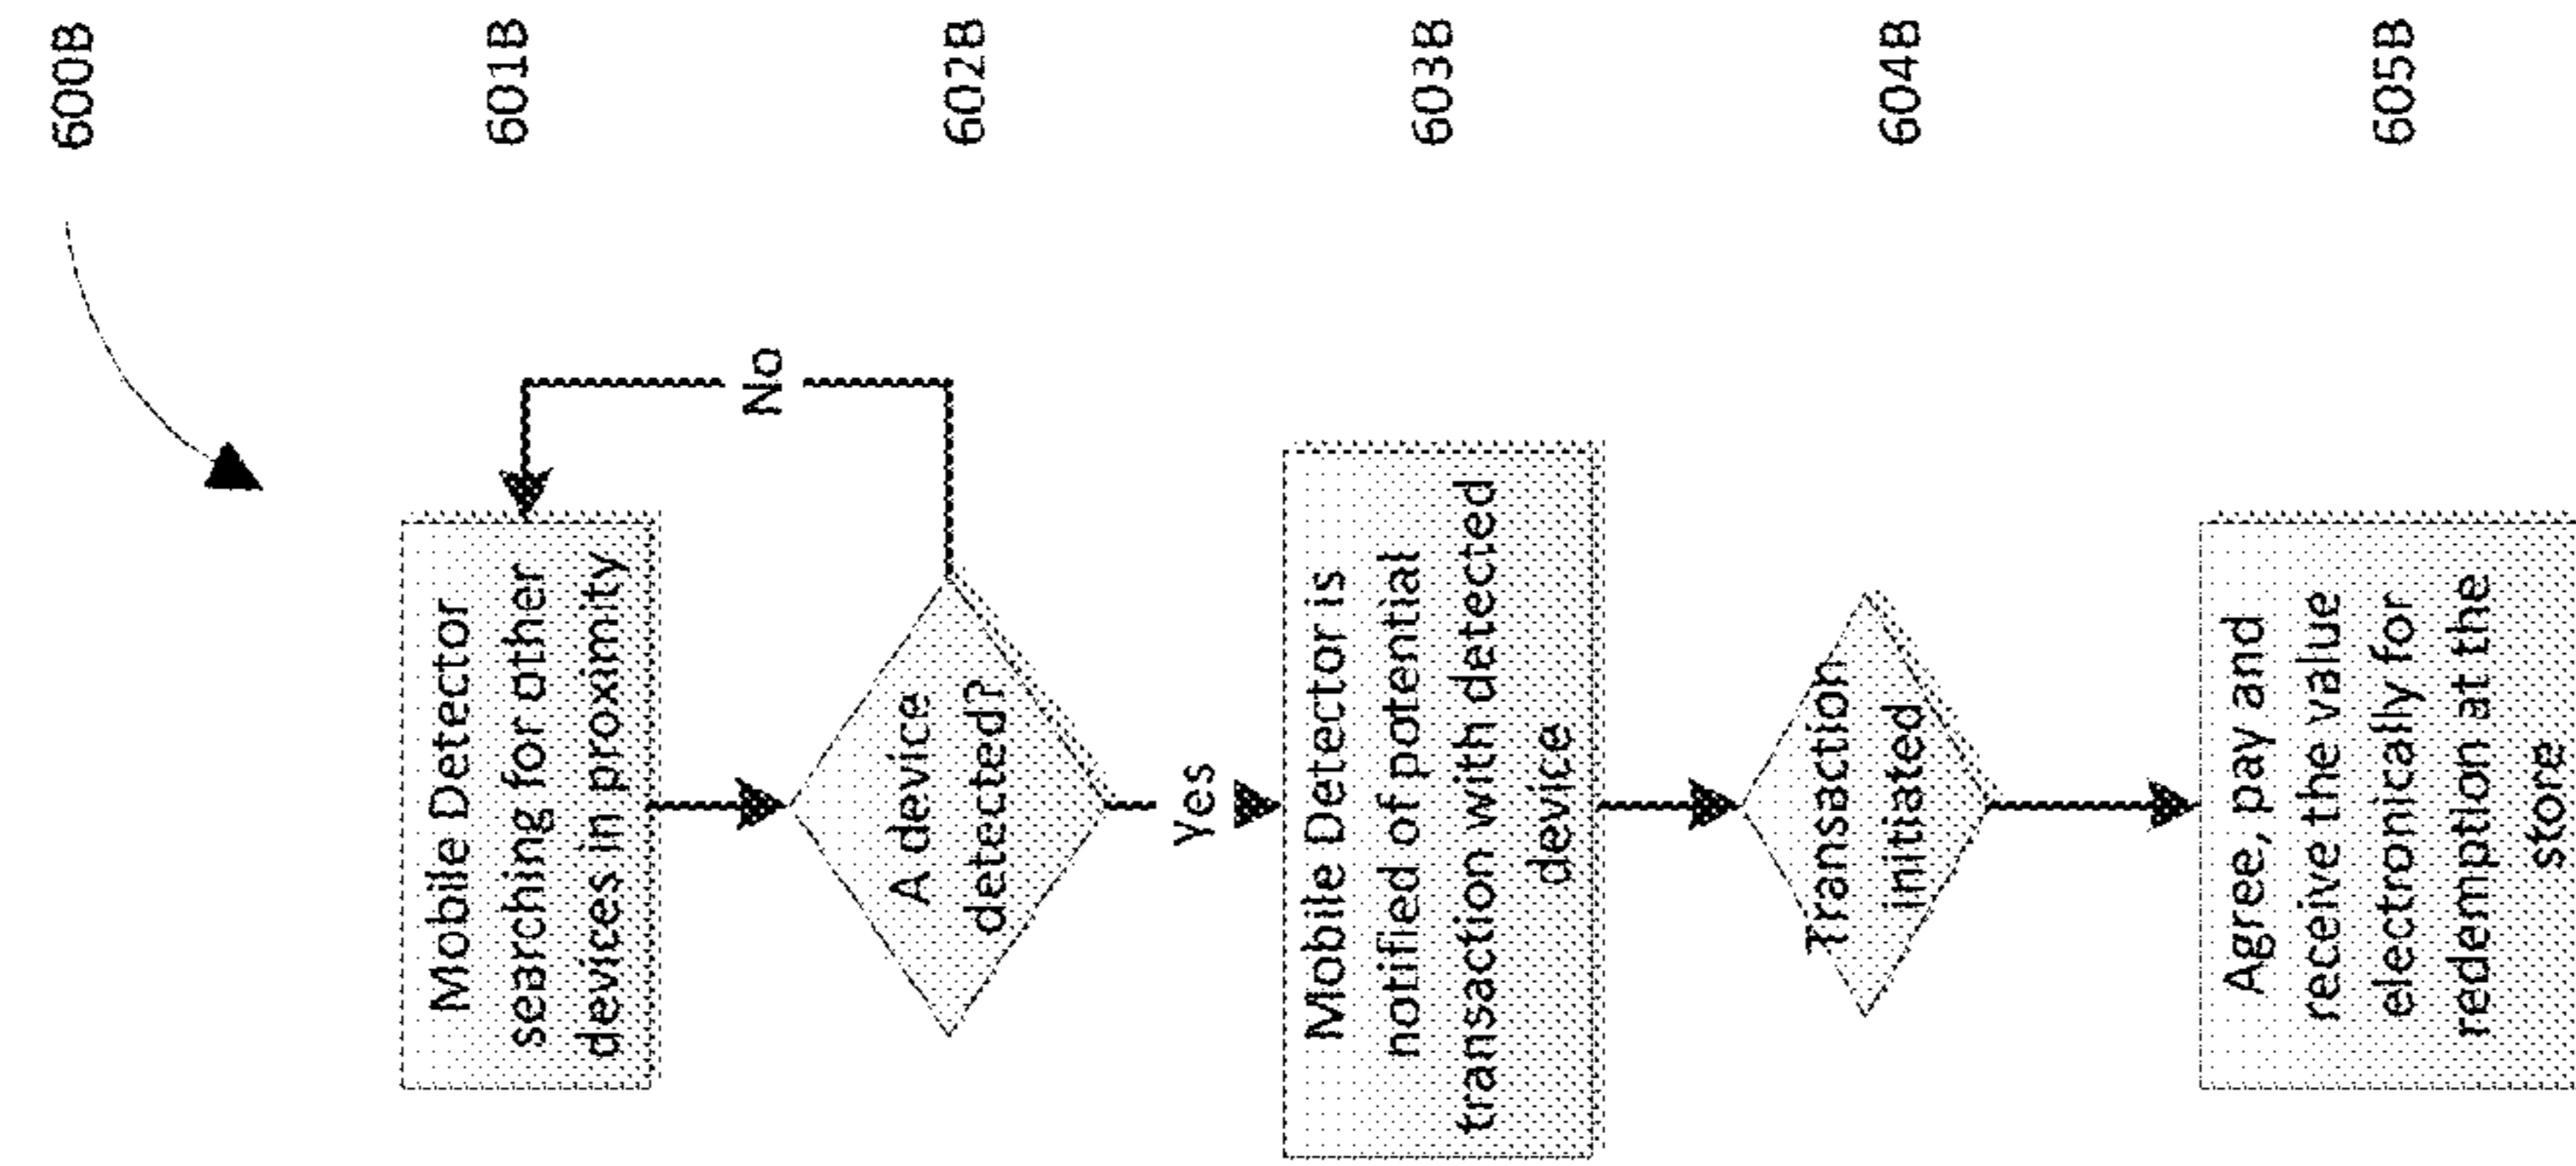 600B
Mobile Detector
searching for other
devices in proximity
601B
A device
detected?
602B
No
Yes
Mobile Detector is
notified of potential
transaction with detected
device
603B
Transaction
initiated
604B
Agree, pay and
receive the value
electronically for
redemption at the
store
605B